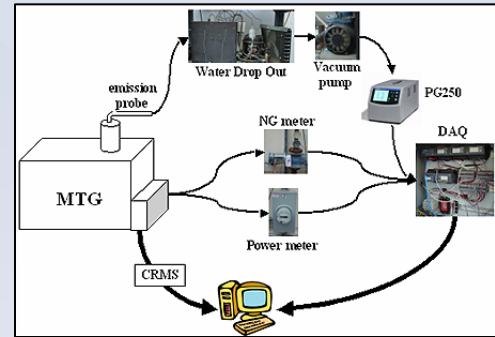 emission
probe
Water Drop Out
Vacuum
pump
PG250
NG meter
DAQ
MTG
Power meter
CRMS